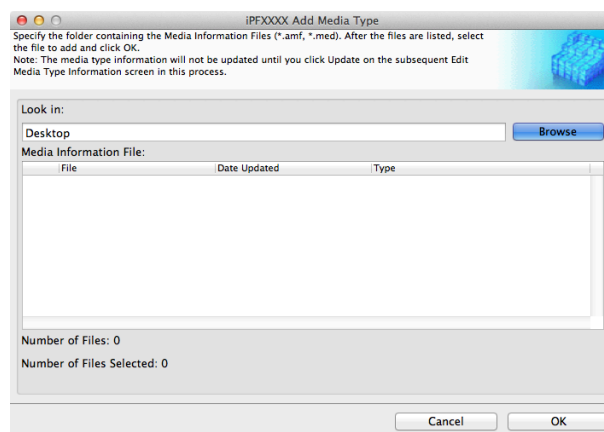 iPFXXXX Add Media Type
Specify the folder containing the Media Information Files (*.amf, *.med). After the files are listed, select
the file to add and click OK.
Note: The media type information will not be updated until you click Update on the subsequent Edit
Media Type Information screen in this process.
Look in:
Desktop Browse
Media Information File:
File Date Updated Type
Number of Files: 0
Number of Files Selected: 0
Cancel OK